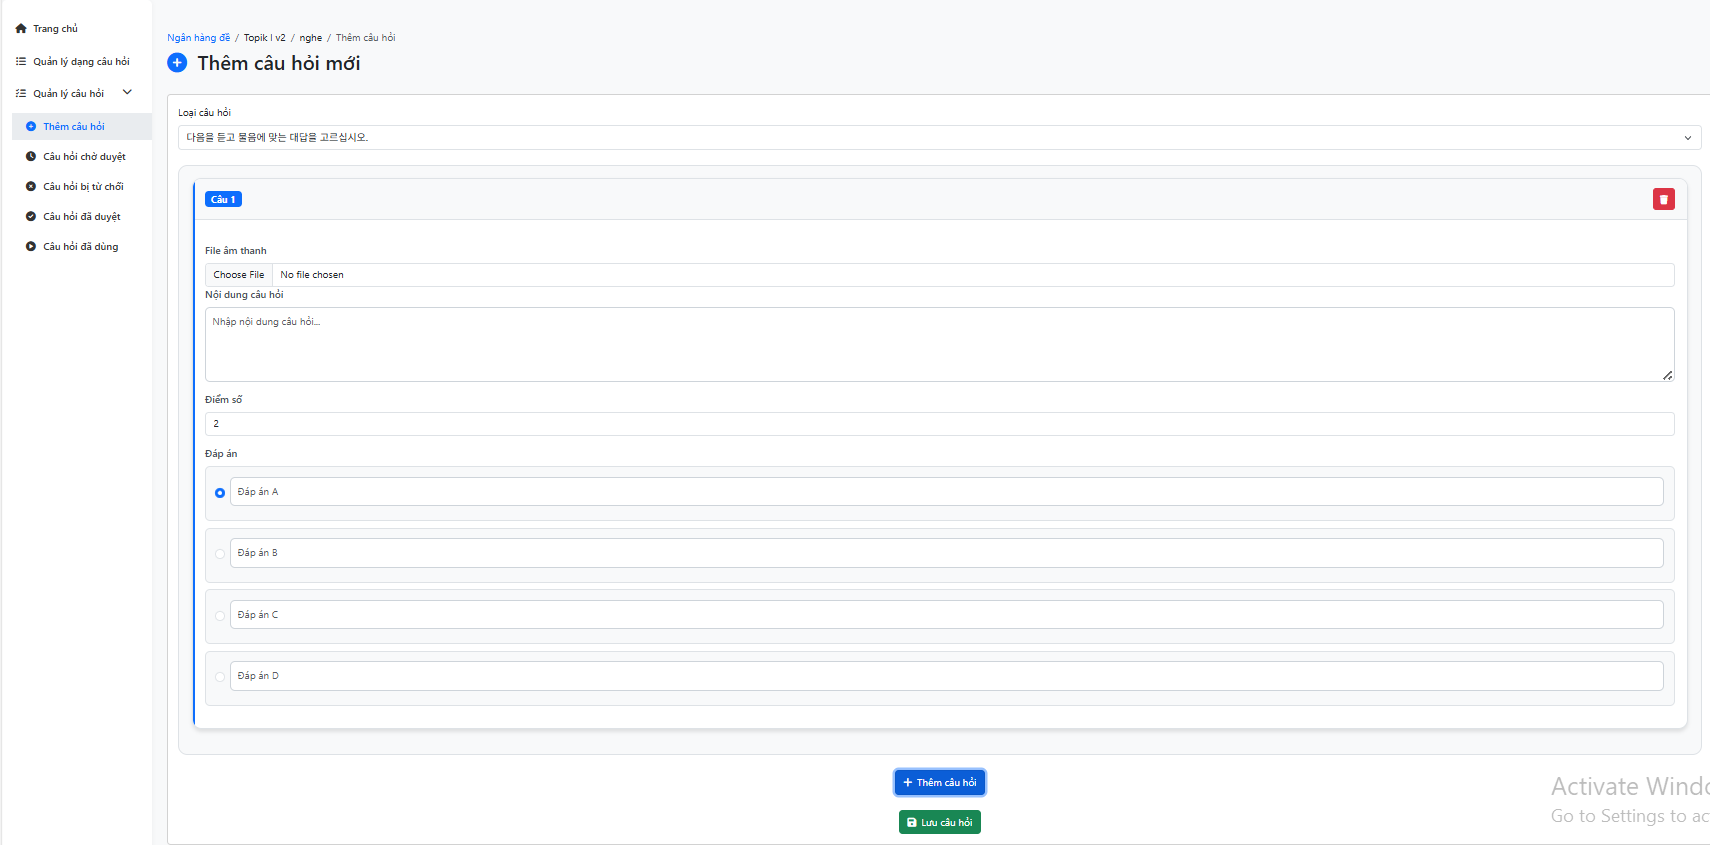 Trang chủ
Quản lý dạng câu hỏi
Quản lý câu hỏi
Thêm câu hỏi
Câu hỏi chờ duyệt
Câu hỏi bị từ chối
Câu hỏi đã duyệt
Câu hỏi đã dùng
Ngân hàng đề / Topik I v2 / nghe / Thêm câu hỏi
Thêm câu hỏi mới
Loại câu hỏi
다음을 듣고 물음에 맞는 대답을 고르십시오.
Câu 1
File âm thanh
Choose File No file chosen
Nội dung câu hỏi
Nhập nội dung câu hỏi...
Điểm số
2
Đáp án
Đáp án A
Đáp án B
Đáp án C
Đáp án D
Thêm câu hỏi
Lưu câu hỏi
Activate Windo
Go to Settings to ac